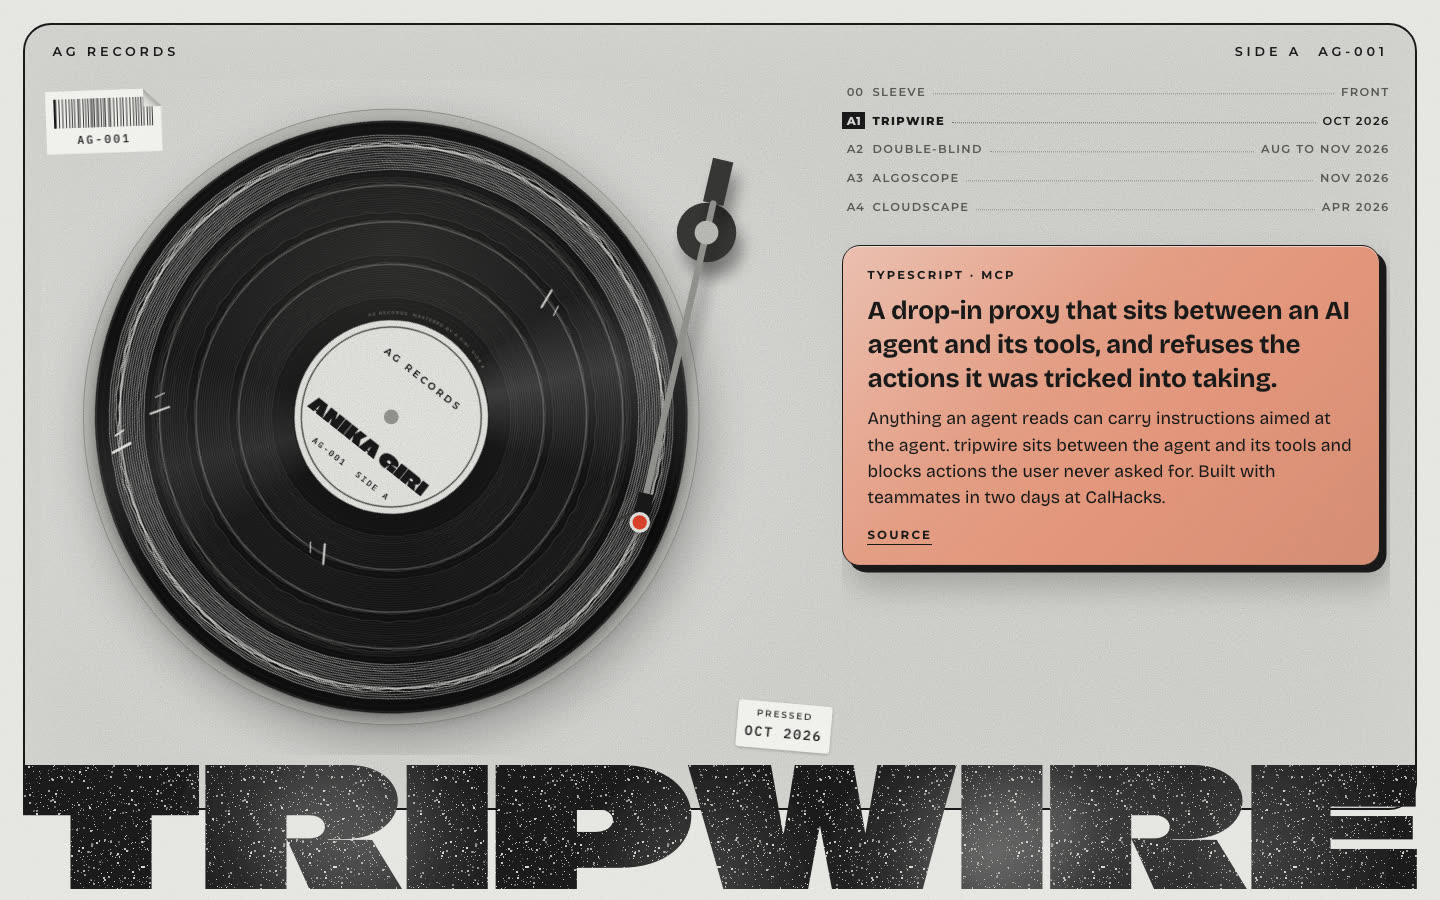 AG RECORDS
SIDE A AG-001
AG-001
00 SLEEVE FRONT
A1 TRIPWIRE OCT 2026
A2 DOUBLE-BLIND AUG TO NOV 2026
A3 ALGOSCOPE NOV 2026
A4 CLOUDSCAPE APR 2026
AG RECORDS
ANIKA GIRI
AG-001 SIDE A
TYPESCRIPT · MCP
A drop-in proxy that sits between an AI
agent and its tools, and refuses the
actions it was tricked into taking.
Anything an agent reads can carry instructions aimed at
the agent. tripwire sits between the agent and its tools and
blocks actions the user never asked for. Built with
teammates in two days at CalHacks.
SOURCE
PRESSED
OCT 2026
TRIPWIRE